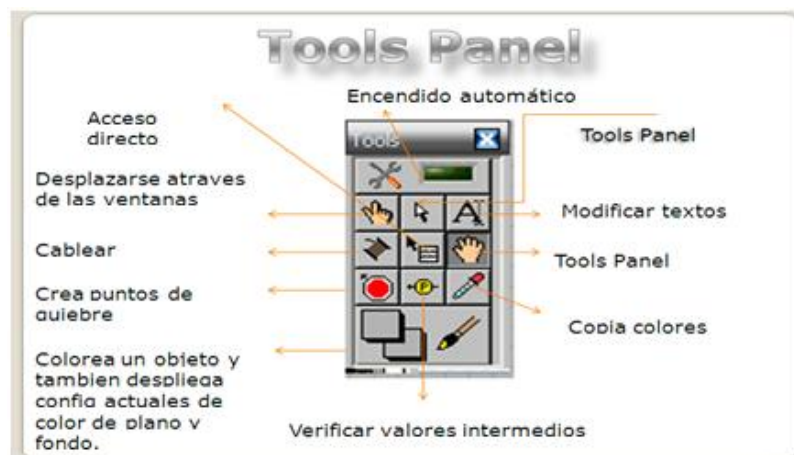 Tools Panel
Encendido automático
Acceso
directo
Tools
Tools Panel
Desplazarse atraves
de las ventanas
A
Modificar textos
Cablear
Tools Panel
Crea puntos de
quiebre
P
Copia colores
Colorea un objeto y
tambien despliega
config actuales de
color de plano y
fondo.
Verificar valores intermedios